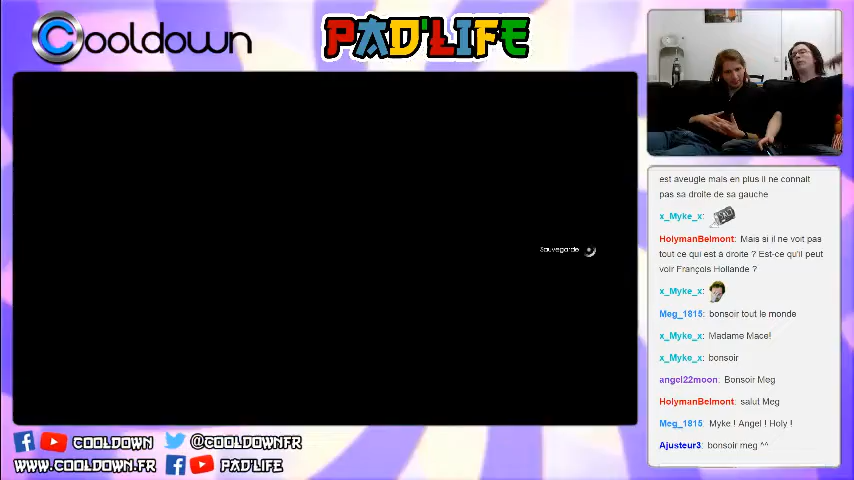 Cooldown
PAD'LIFE
Sauvegarde
est aveugle mais en plus il ne connait
pas sa droite de sa gauche
x_Myke_x:
HolymanBelmont: Mais si il ne voit pas
tout ce qui est à droite ? Est-ce qu'il peut
voir François Hollande ?
x_Myke_x:
Meg_1815: bonsoir tout le monde
x_Myke_x: Madame Mace!
x_Myke_x: bonsoir
angel22moon: Bonsoir Meg
HolymanBelmont: salut Meg
Meg_1815: Myke ! Angel ! Holy !
Ajusteur3: bonsoir meg ^^
COOLDOWN @COOLDOWNFR
WWW.COOLDOWN.FR PAD'LIFE